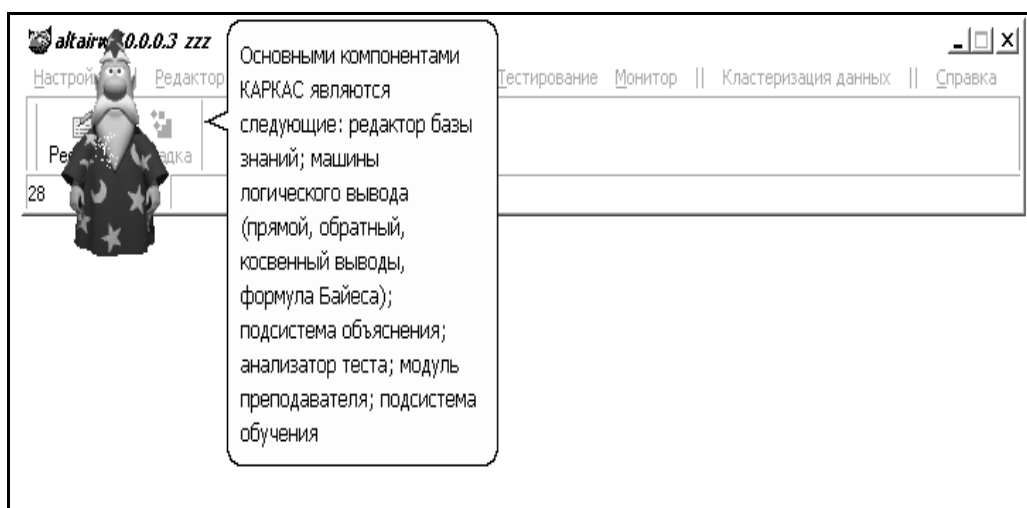 altairw 0.0.0.3 zzz
Редактор Тестирование Монитор || Кластеризация данных || Справка
28
Основными компонентами
КАРКАС являются
следующие: редактор базы
знаний; машины
логического вывода
(прямой, обратный,
косвенный выводы,
формула Байеса);
подсистема объяснения;
анализатор теста; модуль
преподавателя; подсистема
обучения